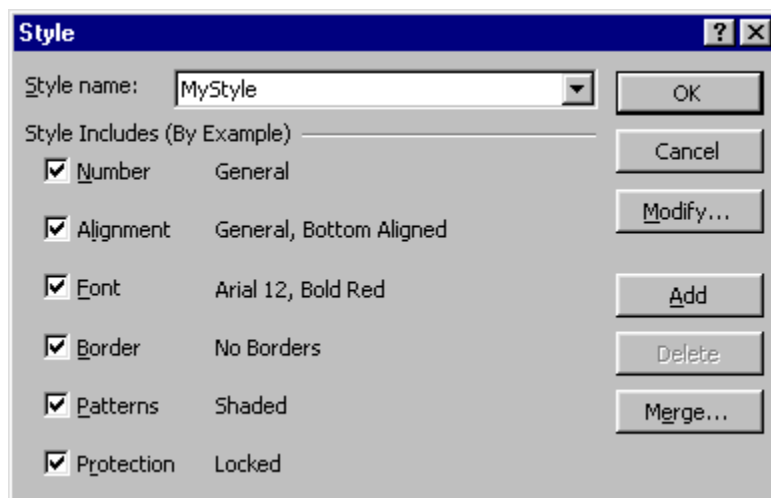 Style
Style name: MyStyle
OK
Style Includes (By Example)
Cancel
Number General
Modify...
Alignment General, Bottom Aligned
Font Arial 12, Bold Red
Add
Border No Borders
Delete
Patterns Shaded
Merge...
Protection Locked